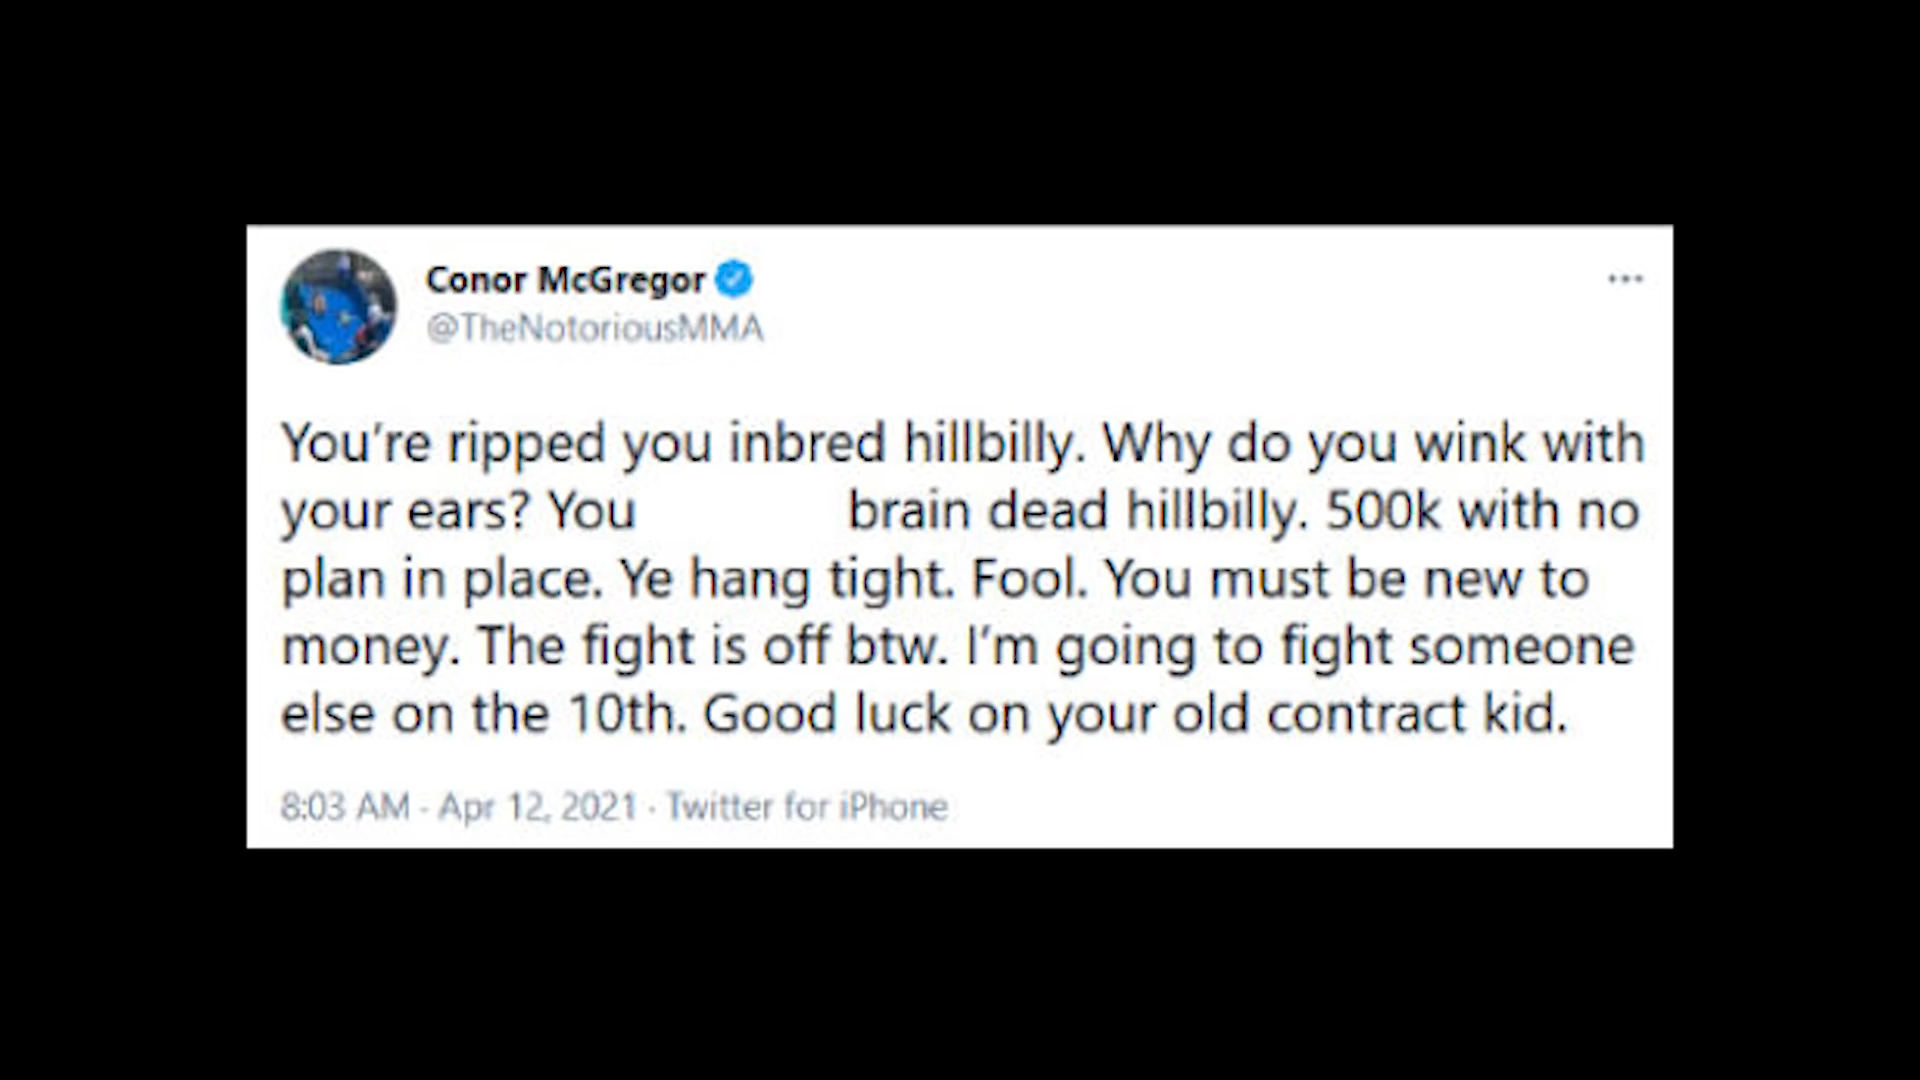 Conor McGregor
@TheNotoriousMMA
You're ripped you inbred hillbilly. Why do you wink with
your ears? You brain dead hillbilly. 500k with no
plan in place. Ye hang tight. Fool. You must be new to
money. The fight is off btw. I'm going to fight someone
else on the 10th. Good luck on your old contract kid.
8:03 AM · Apr 12, 2021 · Twitter for iPhone